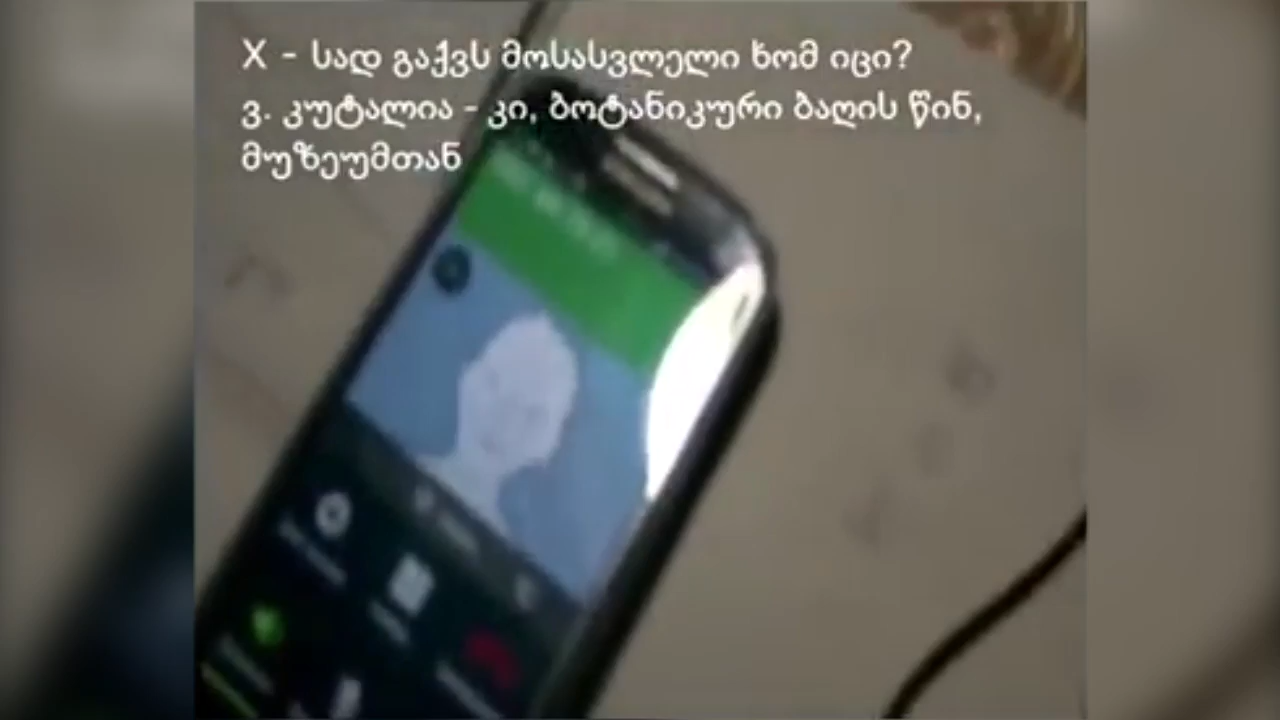 X - სად გაქვს მოსასვლელი ხომ იცი?
ვ. კუტალია - კი, ბოტანიკური ბაღის წინ,
მუზეუმთან